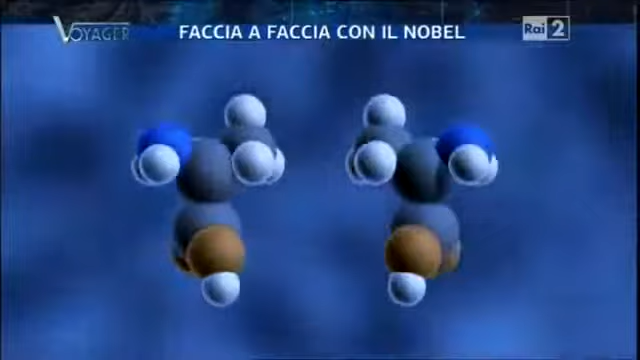 VOYAGER
FACCIA A FACCIA CON IL NOBEL
Rai 2